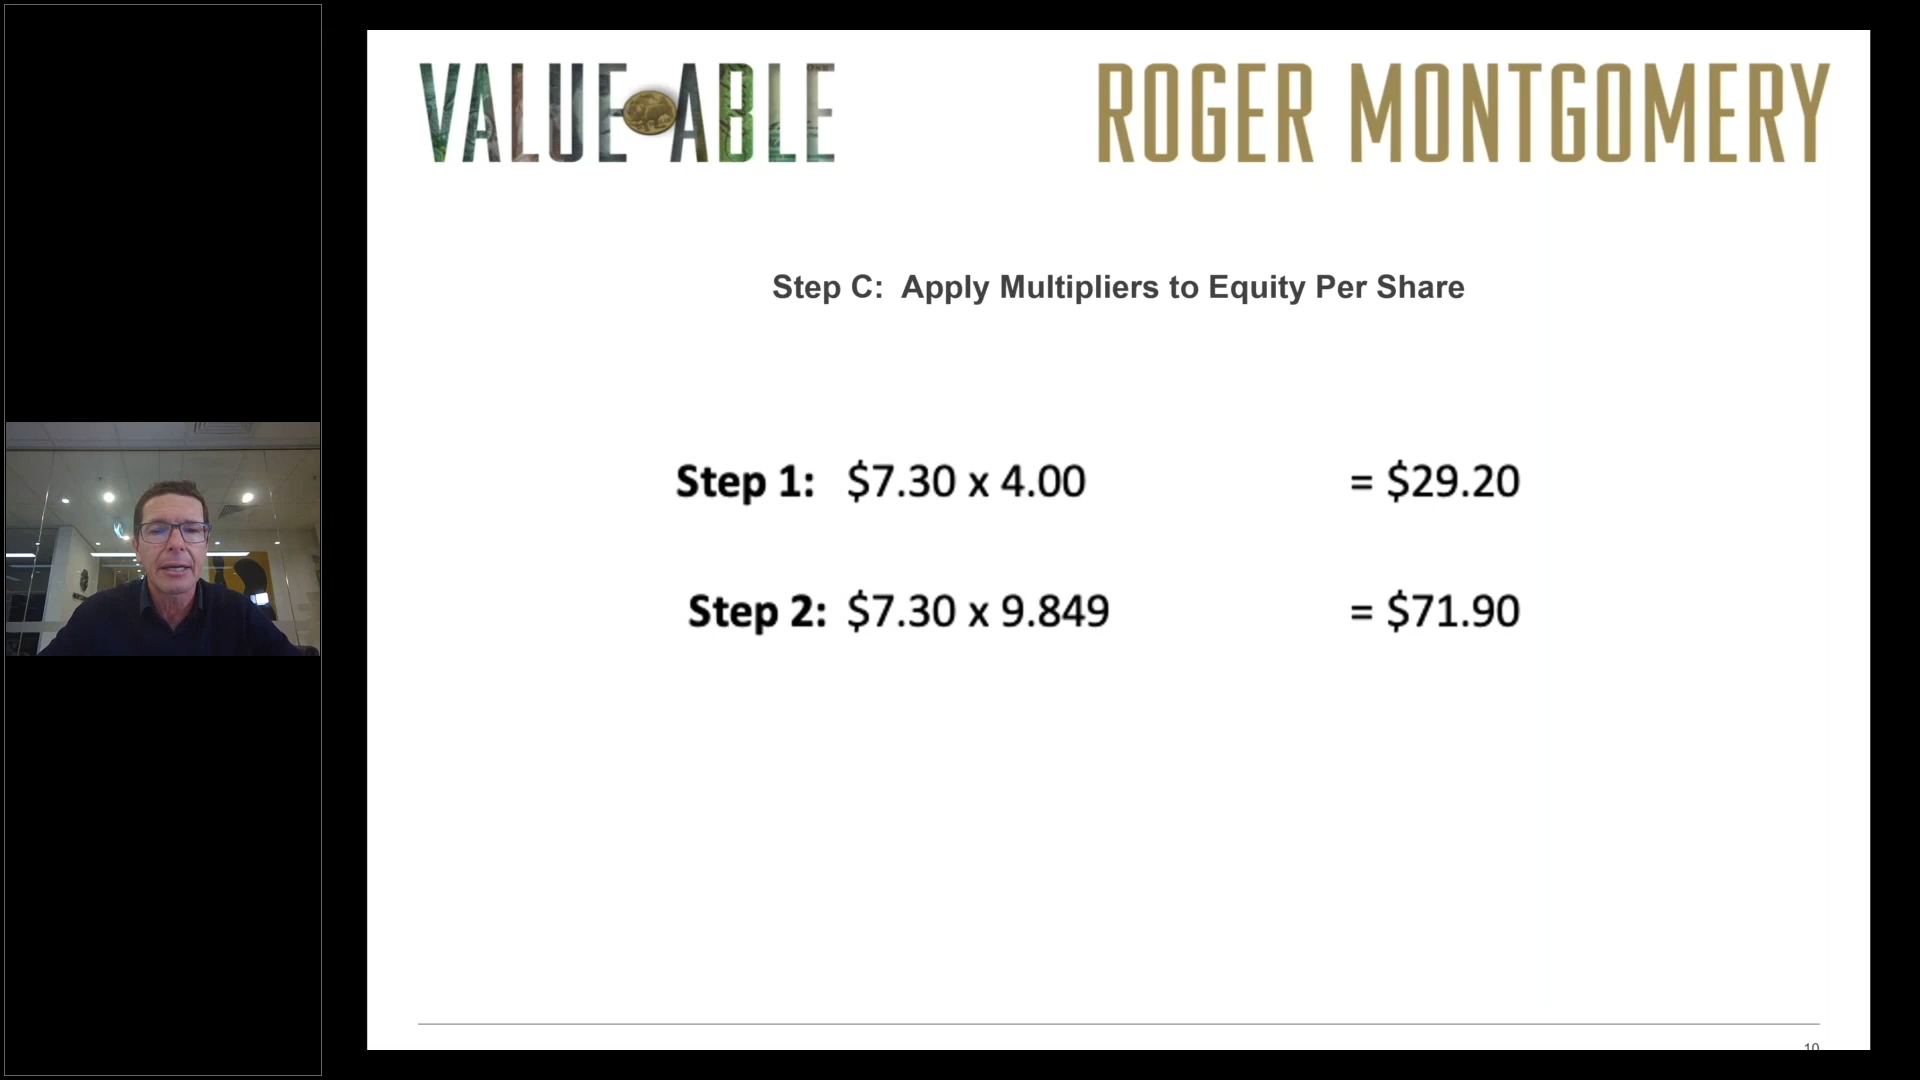 VALUE ABLE
ROGER MONTGOMERY
Step C: Apply Multipliers to Equity Per Share
Step 1: $7.30 x 4.00 = $29.20
Step 2: $7.30 x 9.849 = $71.90
10